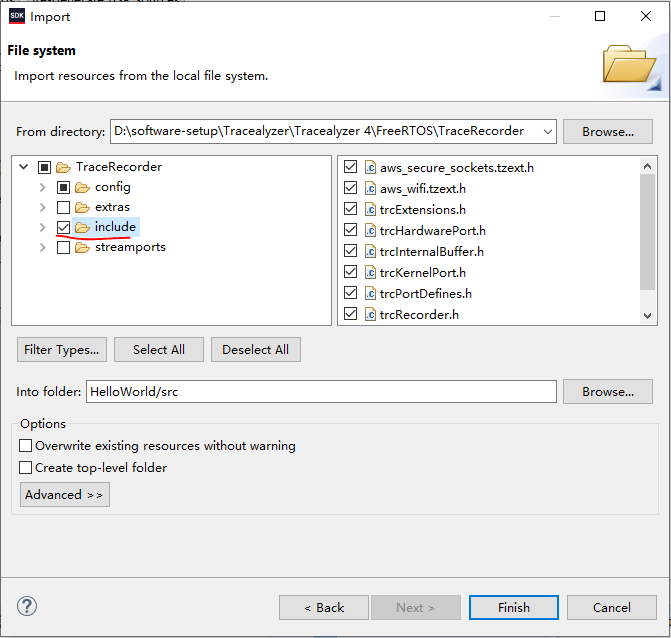 SDK Import
File system
Import resources from the local file system.
From directory: D:\software-setup\Tracealyzer\Tracealyzer 4\FreeRTOS\TraceRecorder Browse...
TraceRecorder
config
extras
include
streamports
.c aws_secure_sockets.tzext.h
.c aws_wifi.tzext.h
.c trcExtensions.h
.c trcHardwarePort.h
.c trcInternalBuffer.h
.c trcKernelPort.h
.c trcPortDefines.h
.c trcRecorder.h
Filter Types... Select All Deselect All
Into folder: HelloWorld/src Browse...
Options
Overwrite existing resources without warning
Create top-level folder
Advanced >>
? < Back Next > Finish Cancel